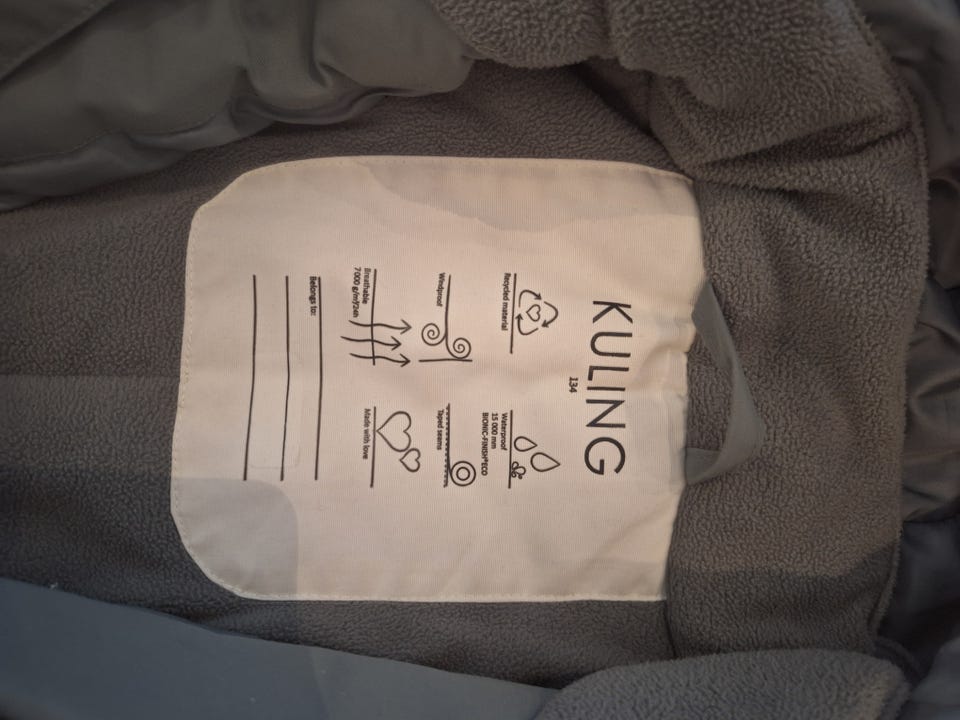 KULING
134
Recycled material
Waterproof
15 000 mm
BIONIC-FINISH®ECO
Windproof
Taped seams
Breathable
7000 g/m²/24h
Made with love
Belongs to: